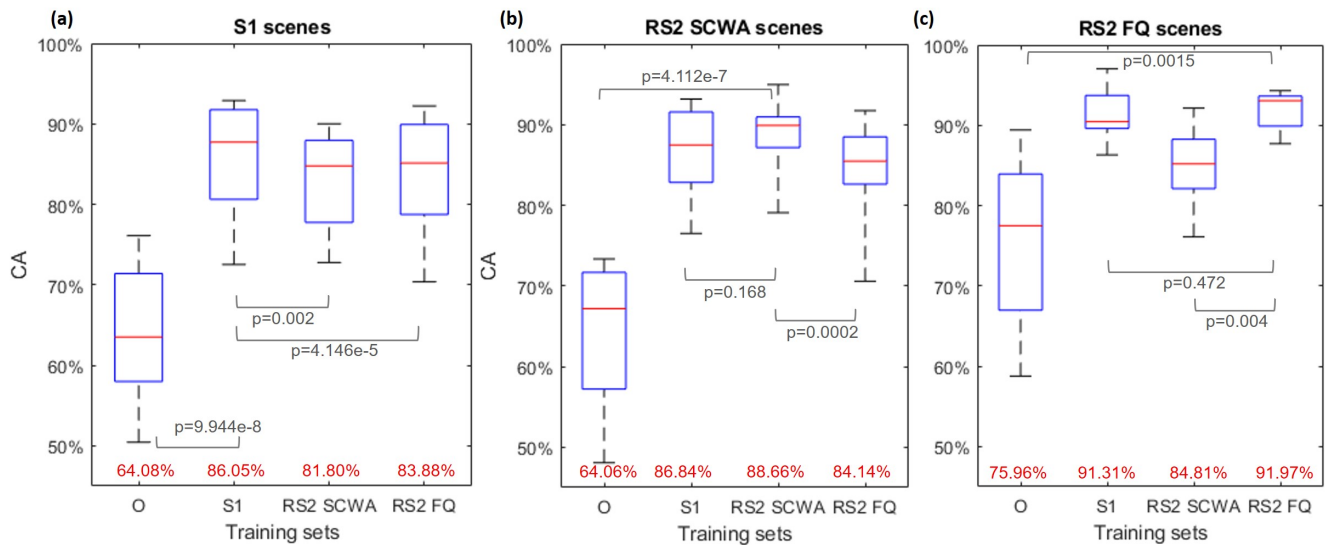 (a)
S1 scenes
100%
90%
80%
70%
60%
50%
CA
p=0.002
p=4.146e-5
p=9.944e-8
64.08% 86.05% 81.80% 83.88%
O S1 RS2 SCWA RS2 FQ
Training sets
(b)
RS2 SCWA scenes
100%
90%
80%
70%
60%
50%
CA
p=4.112e-7
p=0.168
p=0.0002
64.06% 86.84% 88.66% 84.14%
O S1 RS2 SCWA RS2 FQ
Training sets
(c)
RS2 FQ scenes
100%
90%
80%
70%
60%
50%
p=0.0015
p=0.472
p=0.004
75.96% 91.31% 84.81% 91.97%
O S1 RS2 SCWA RS2 FQ
Training sets